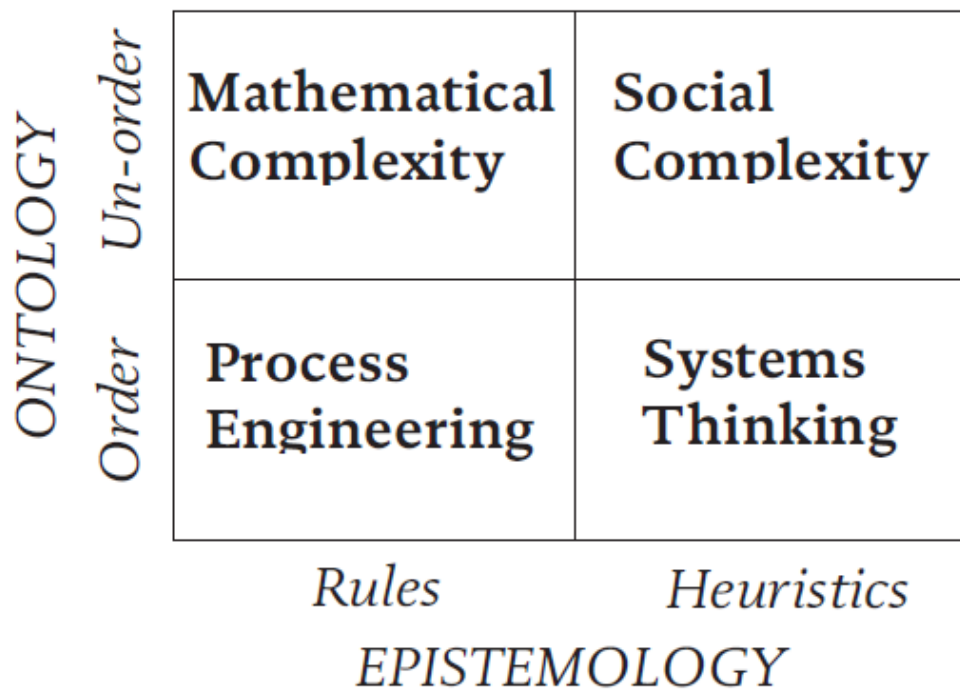 ONTOLOGY
Un-order
Mathematical
Complexity
Social
Complexity
Order
Process
Engineering
Systems
Thinking
Rules
Heuristics
EPISTEMOLOGY